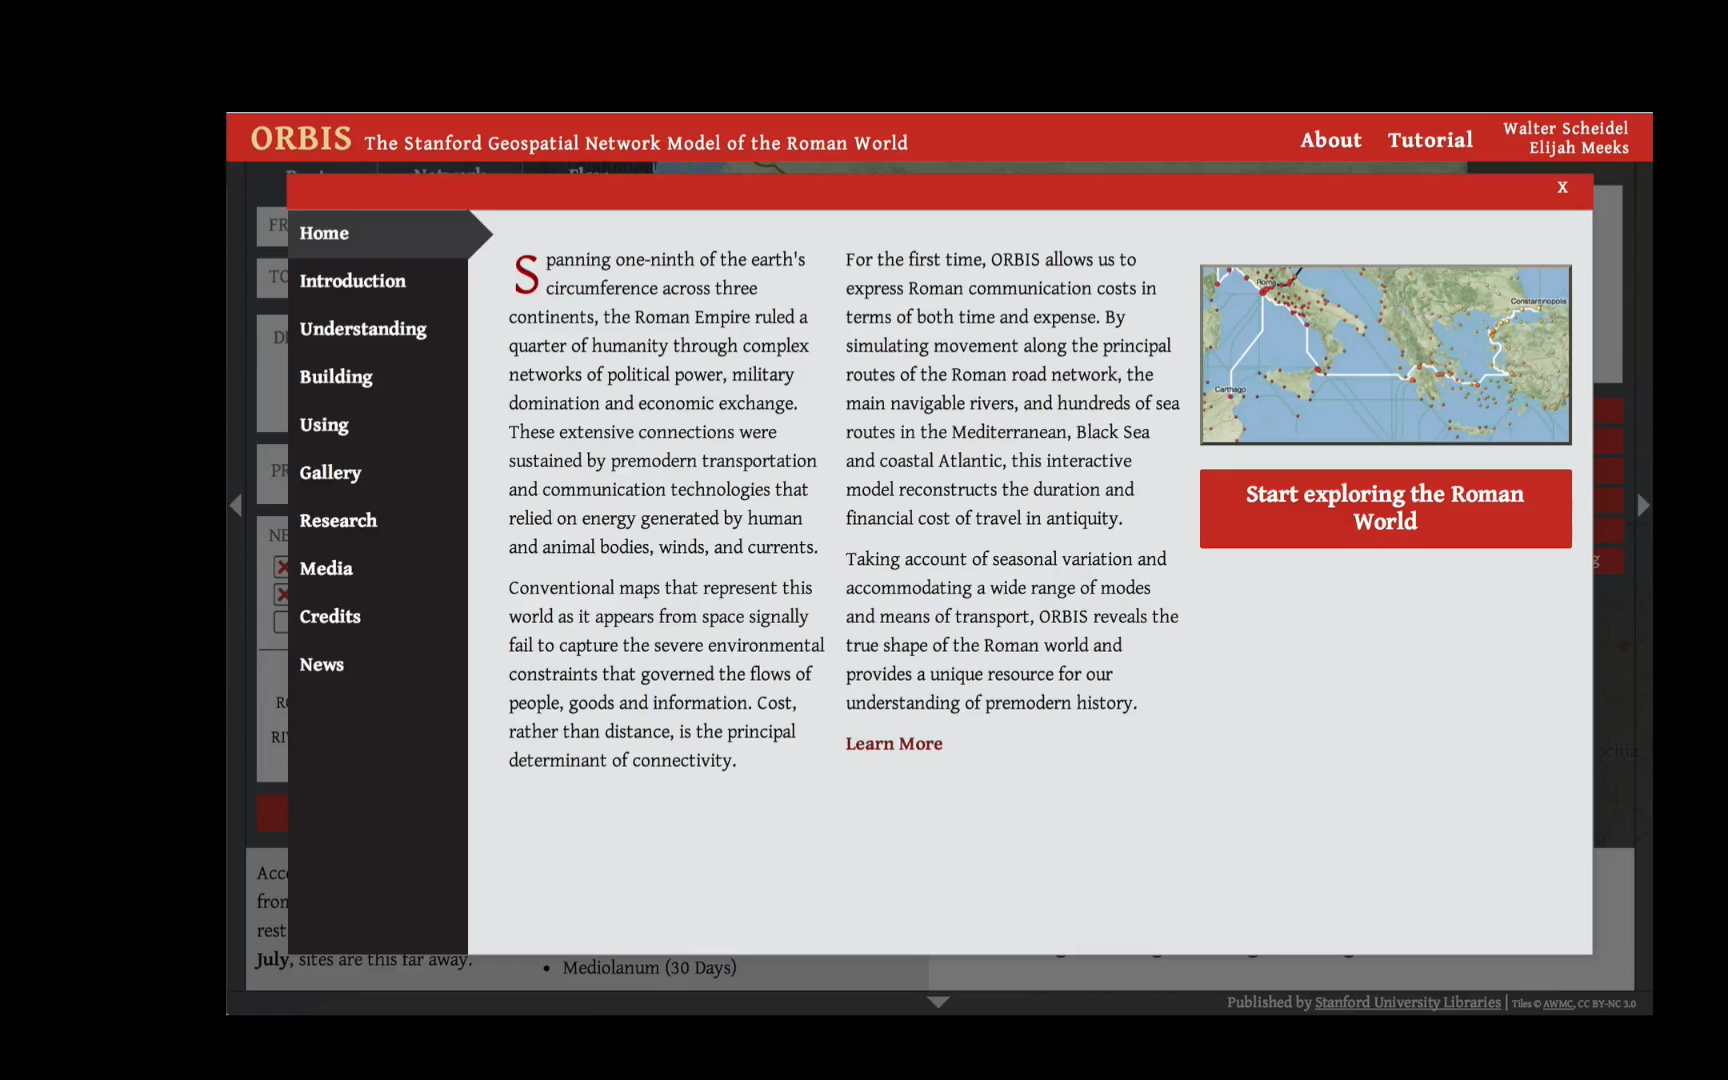 ORBIS The Stanford Geospatial Network Model of the Roman World
About
Tutorial
Walter Scheidel
Elijah Meeks
x
Home
Introduction
Understanding
Building
Using
Gallery
Research
Media
Credits
News
Spanning one-ninth of the earth's
circumference across three
continents, the Roman Empire ruled a
quarter of humanity through complex
networks of political power, military
domination and economic exchange.
These extensive connections were
sustained by premodern transportation
and communication technologies that
relied on energy generated by human
and animal bodies, winds, and currents.
Conventional maps that represent this
world as it appears from space signally
fail to capture the severe environmental
constraints that governed the flows of
people, goods and information. Cost,
rather than distance, is the principal
determinant of connectivity.
For the first time, ORBIS allows us to
express Roman communication costs in
terms of both time and expense. By
simulating movement along the principal
routes of the Roman road network, the
main navigable rivers, and hundreds of sea
routes in the Mediterranean, Black Sea
and coastal Atlantic, this interactive
model reconstructs the duration and
financial cost of travel in antiquity.
Taking account of seasonal variation and
accommodating a wide range of modes
and means of transport, ORBIS reveals the
true shape of the Roman world and
provides a unique resource for our
understanding of premodern history.
Learn More
Roma
Constantinopolis
Carthago
Start exploring the Roman
World
July, sites are this far away.
• Mediolanum (30 Days)
Published by Stanford University Libraries | Tiles © AWMC, CC BY-NC 3.0